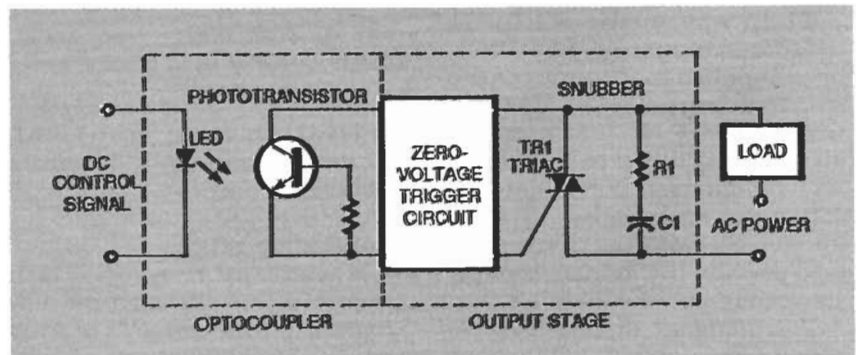 PHOTOTRANSISTOR
SNUBBER
LED
DC
CONTROL
SIGNAL
ZERO-
VOLTAGE
TRIGGER
CIRCUIT
TR1
TRIAC
R1
C1
LOAD
AC POWER
OPTOCOUPLER
OUTPUT STAGE